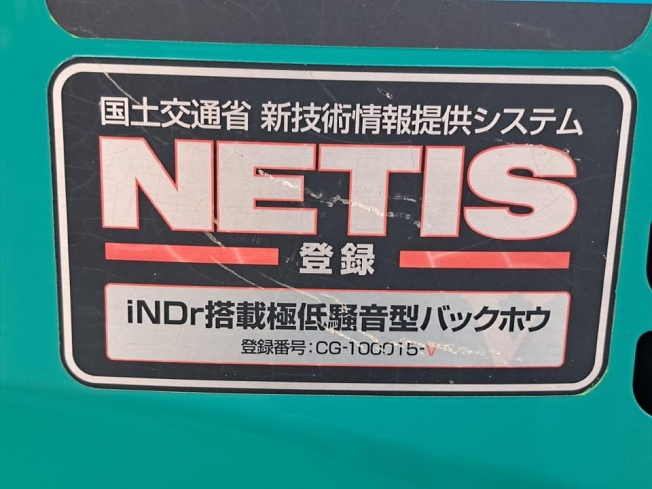 国土交通省 新技術情報提供システム
NETIS
登録
iNDr搭載極低騒音型バックホウ
登録番号:CG-100015-V